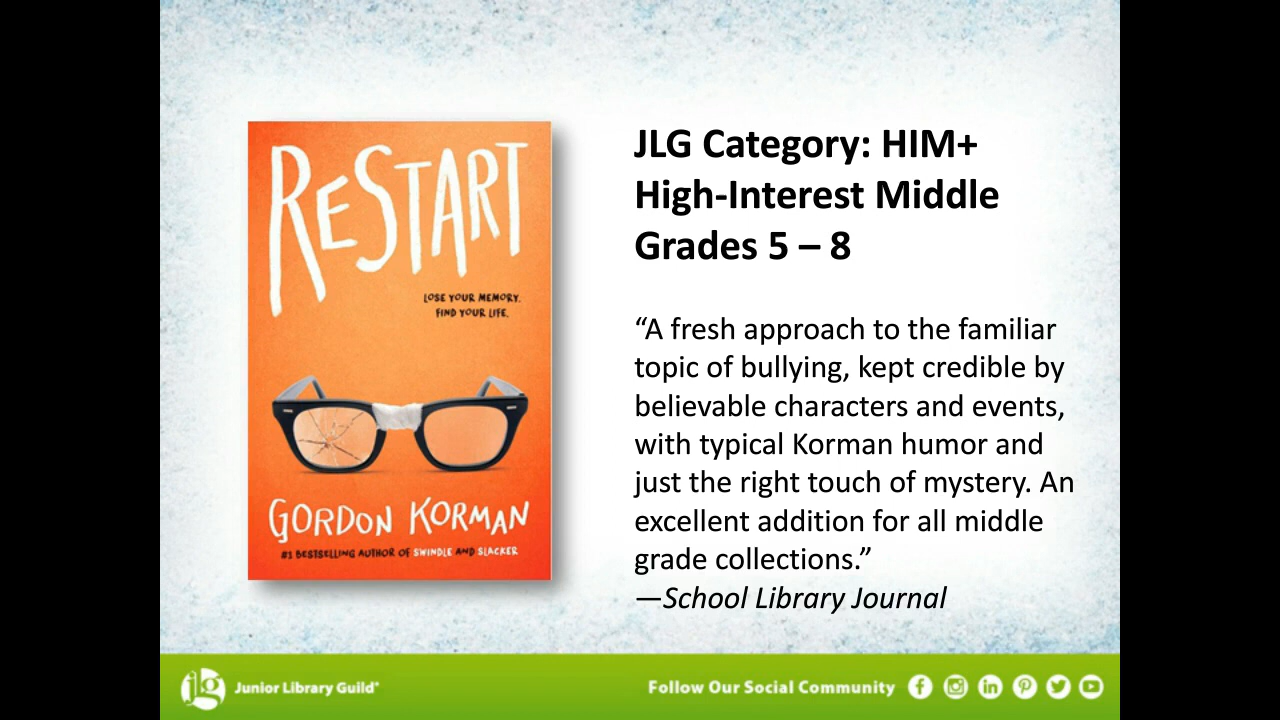 RESTART
LOSE YOUR MEMORY.
FIND YOUR LIFE.
GORDON KORMAN
#1 BESTSELLING AUTHOR OF SWINDLE AND SLACKER
JLG Category: HIM+
High-Interest Middle
Grades 5 – 8
“A fresh approach to the familiar
topic of bullying, kept credible by
believable characters and events,
with typical Korman humor and
just the right touch of mystery. An
excellent addition for all middle
grade collections.”
—School Library Journal
jlg Junior Library Guild®
Follow Our Social Community